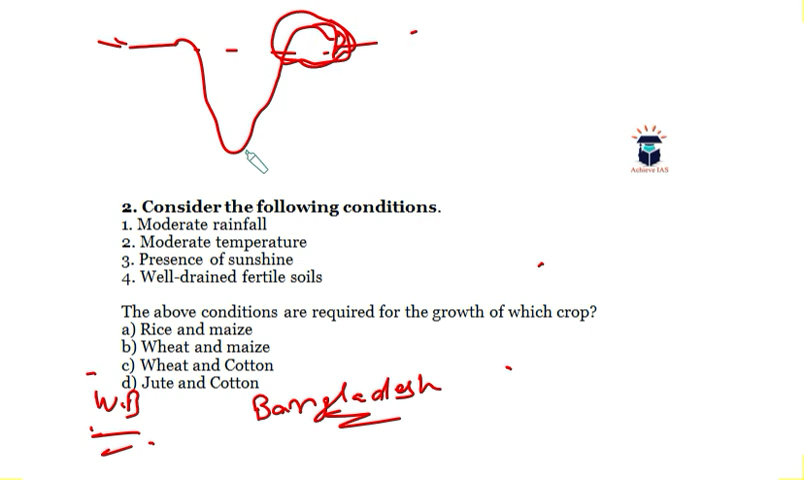 Achieve IAS
2. Consider the following conditions.
1. Moderate rainfall
2. Moderate temperature
3. Presence of sunshine
4. Well-drained fertile soils
The above conditions are required for the growth of which crop?
a) Rice and maize
b) Wheat and maize
c) Wheat and Cotton
d) Jute and Cotton
W.B
Bangladesh